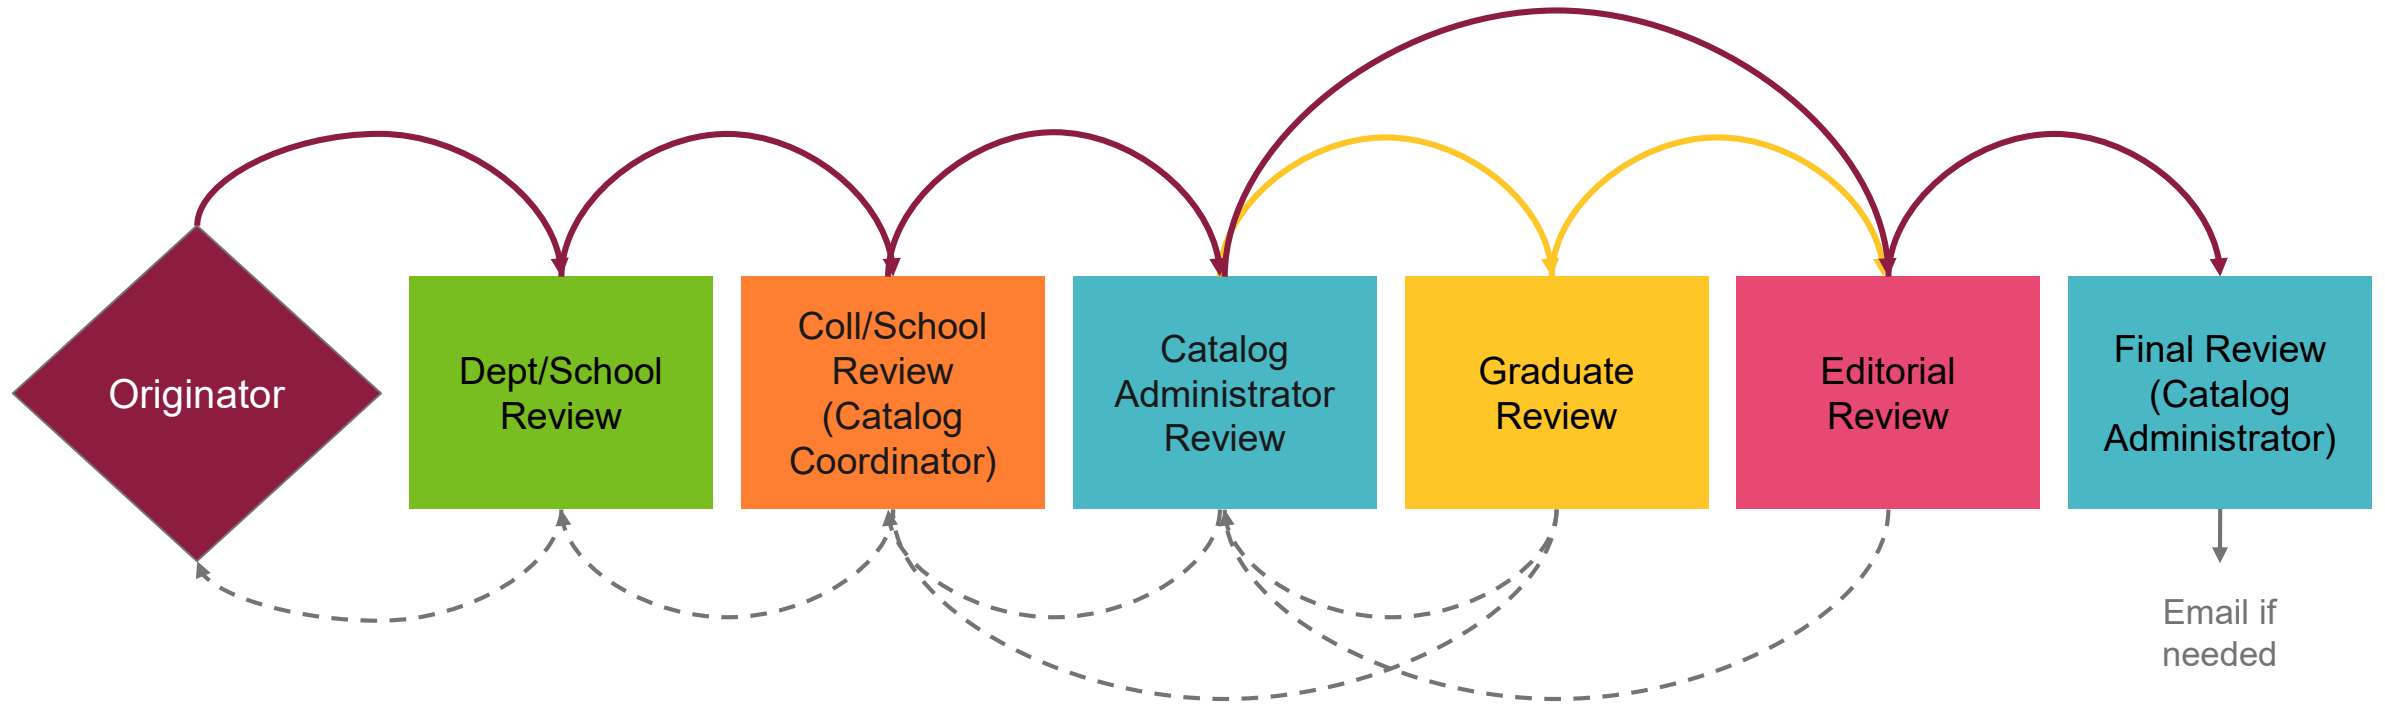 Originator
Dept/School
Review
Coll/School
Review
(Catalog
Coordinator)
Catalog
Administrator
Review
Graduate
Review
Editorial
Review
Final Review
(Catalog
Administrator)
Email if
needed